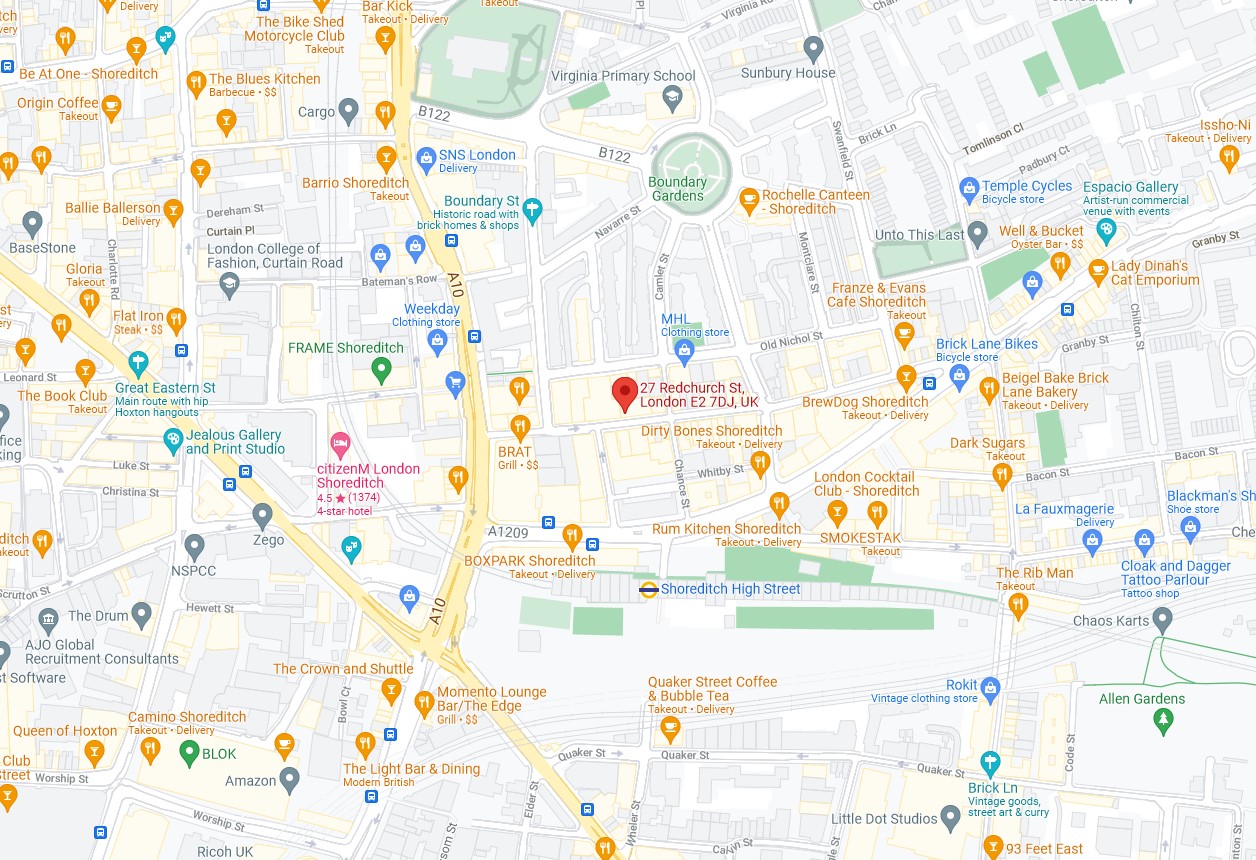 Takeout
Bar Kick
Takeout • Delivery
The Bike Shed
Motorcycle Club
Takeout
Virginia Rd
Be At One - Shoreditch
The Blues Kitchen
Barbecue • $$
Virginia Primary School
Sunbury House
Origin Coffee
Takeout
Cargo
B122
B122
Swanfield St
Brick Ln
Tomlinson Cl
Padbury Ct
Issho-Ni
Takeout • Delivery
SNS London
Delivery
Barrio Shoreditch
Takeout
Boundary
Gardens
Rochelle Canteen
- Shoreditch
Temple Cycles
Bicycle store
Espacio Gallery
Artist-run commercial
venue with events
Ballie Ballerson
Delivery
Boundary St
Historic road with
brick homes & shops
Dereham St
Curtain Pl
Navarre St
Unto This Last
Well & Bucket
Oyster Bar • $$
Granby St
BaseStone
London College of
Fashion, Curtain Road
Montclare St
Lady Dinah's
Cat Emporium
Gloria
Takeout
Charlotte Rd
Bateman's Row
A10
Camlet St
Franze & Evans
Cafe Shoreditch
Takeout
Chilton St
Flat Iron
Steak • $$
Weekday
Clothing store
MHL
Clothing store
Old Nichol St
Granby St
FRAME Shoreditch
Brick Lane Bikes
Bicycle store
Leonard St
The Book Club
Takeout
Great Eastern St
Main route with hip
Hoxton hangouts
27 Redchurch St,
London E2 7DJ, UK
BrewDog Shoreditch
Takeout • Delivery
Beigel Bake Brick
Lane Bakery
Takeout • Delivery
Jealous Gallery
and Print Studio
Dirty Bones Shoreditch
Takeout • Delivery
Dark Sugars
Takeout
BRAT
Grill • $$
Luke St
Christina St
citizenM London
Shoreditch
4.5 ★ (1374)
4-star hotel
Whitby St
Chance St
London Cocktail
Club - Shoreditch
Bacon St
Bacon St
Blackman's Sh
Shoe store
La Fauxmagerie
Delivery
Zego
A1209
Rum Kitchen Shoreditch
Takeout • Delivery
SMOKESTAK
Takeout
Che
NSPCC
BOXPARK Shoreditch
Takeout • Delivery
Cloak and Dagger
Tattoo Parlour
Tattoo shop
The Rib Man
Takeout
Scrutton St
Shoreditch High Street
Hewett St
A10
The Drum
Chaos Karts
AJO Global
Recruitment Consultants
st Software
The Crown and Shuttle
Momento Lounge
Bar/The Edge
Grill • $$
Quaker Street Coffee
& Bubble Tea
Takeout • Delivery
Rokit
Vintage clothing store
Allen Gardens
Bowl Ct
Queen of Hoxton
Camino Shoreditch
Takeout • Delivery
BLOK
Code St
Club
Street
Worship St
Amazon
The Light Bar & Dining
Modern British
Quaker St
Quaker St
Quaker St
Brick Ln
Vintage goods,
street art & curry
Elder St
Wheler St
Worship St
Little Dot Studios
Ricoh UK
som St
Calvin St
93 Feet East